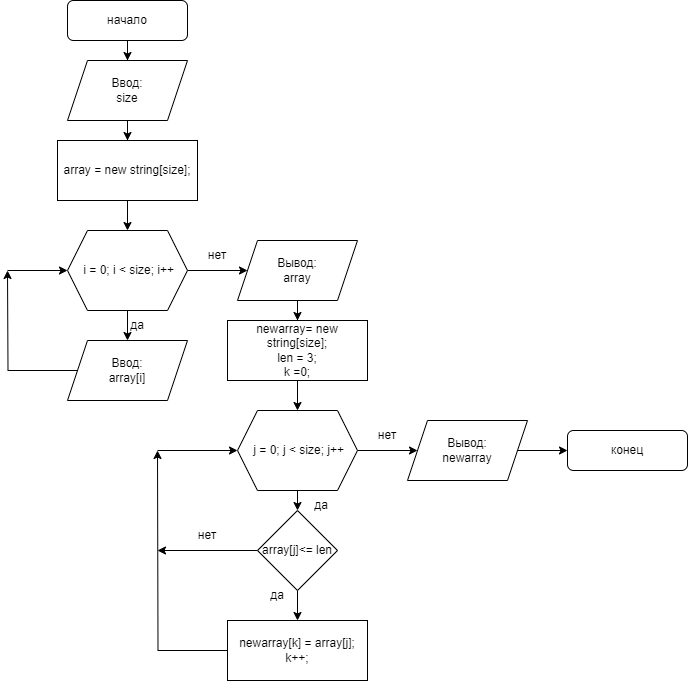 начало
Ввод:
size
array = new string[size];
i = 0; i < size; i++
нет
да
Ввод:
array[i]
Вывод:
array
newarray= new
string[size];
len = 3;
k =0;
j = 0; j < size; j++
нет
Вывод:
newarray
конец
да
array[j]<= len
нет
да
newarray[k] = array[j];
k++;